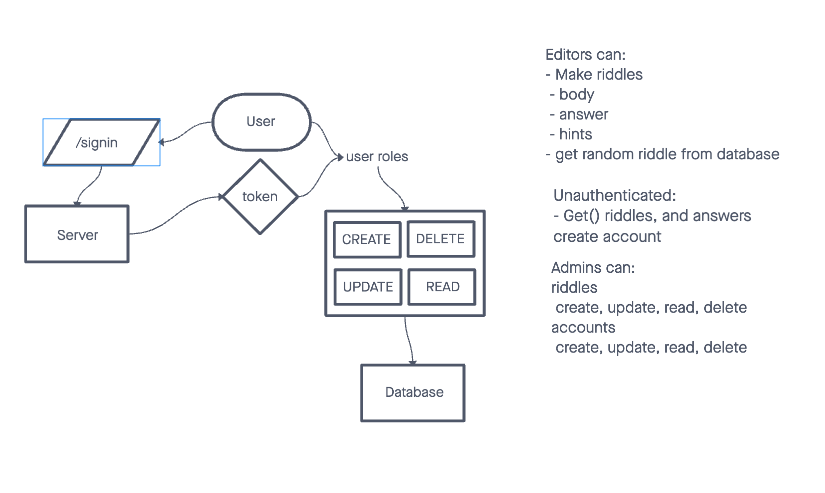 User
/signin
user roles
token
Server
CREATE
DELETE
UPDATE
READ
Database
Editors can:
- Make riddles
- body
- answer
- hints
- get random riddle from database
Unauthenticated:
- Get() riddles, and answers
create account
Admins can:
riddles
create, update, read, delete
accounts
create, update, read, delete